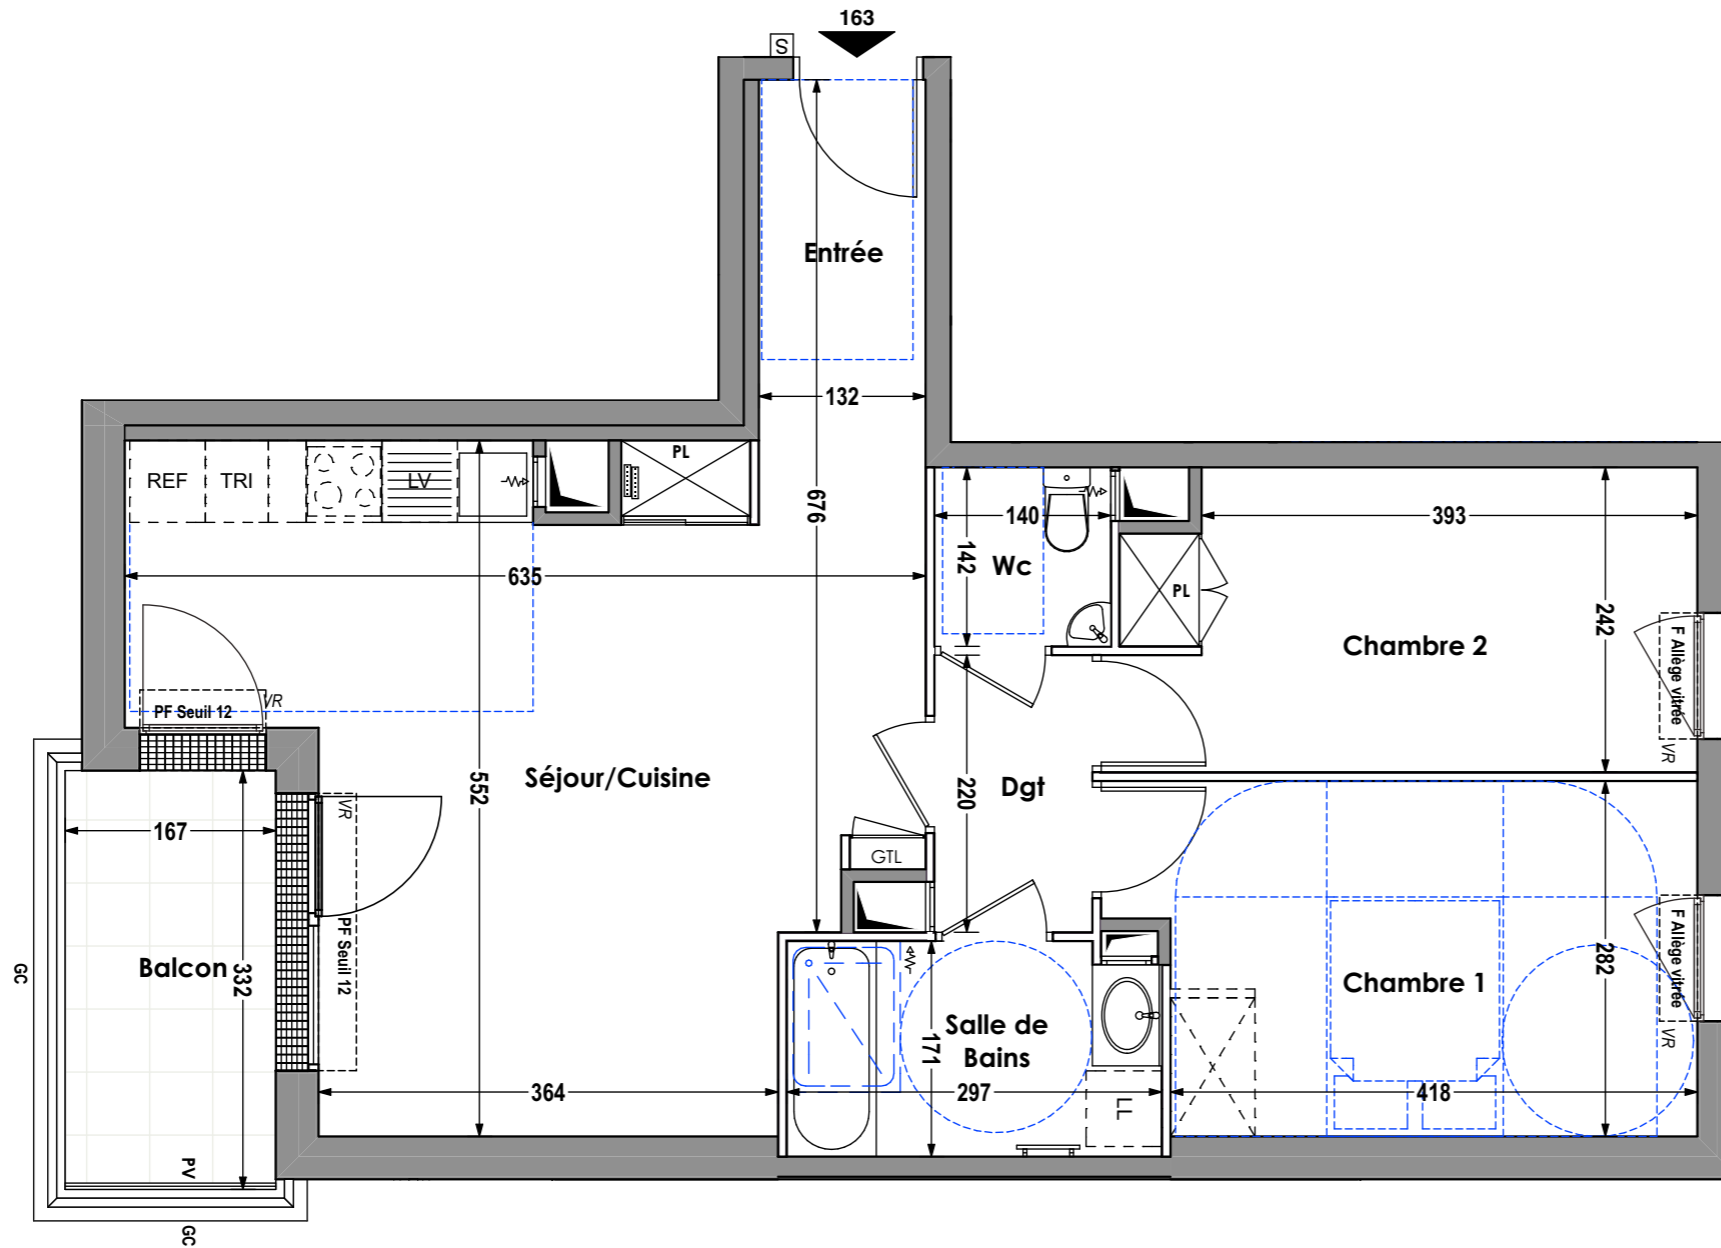 163
S
Entrée
132
676
REF
TRI
LV
PL
635
140
142
Wc
PL
393
242
Chambre 2
F Allège vitrée
VR
PF Seuil 12
VR
552
Séjour/Cuisine
220
Dgt
GTL
VR
PF Seuil 12
167
Balcon
332
GC
PV
GC
364
171
Salle de
Bains
297
LL
282
Chambre 1
418
F Allège vitrée
VR